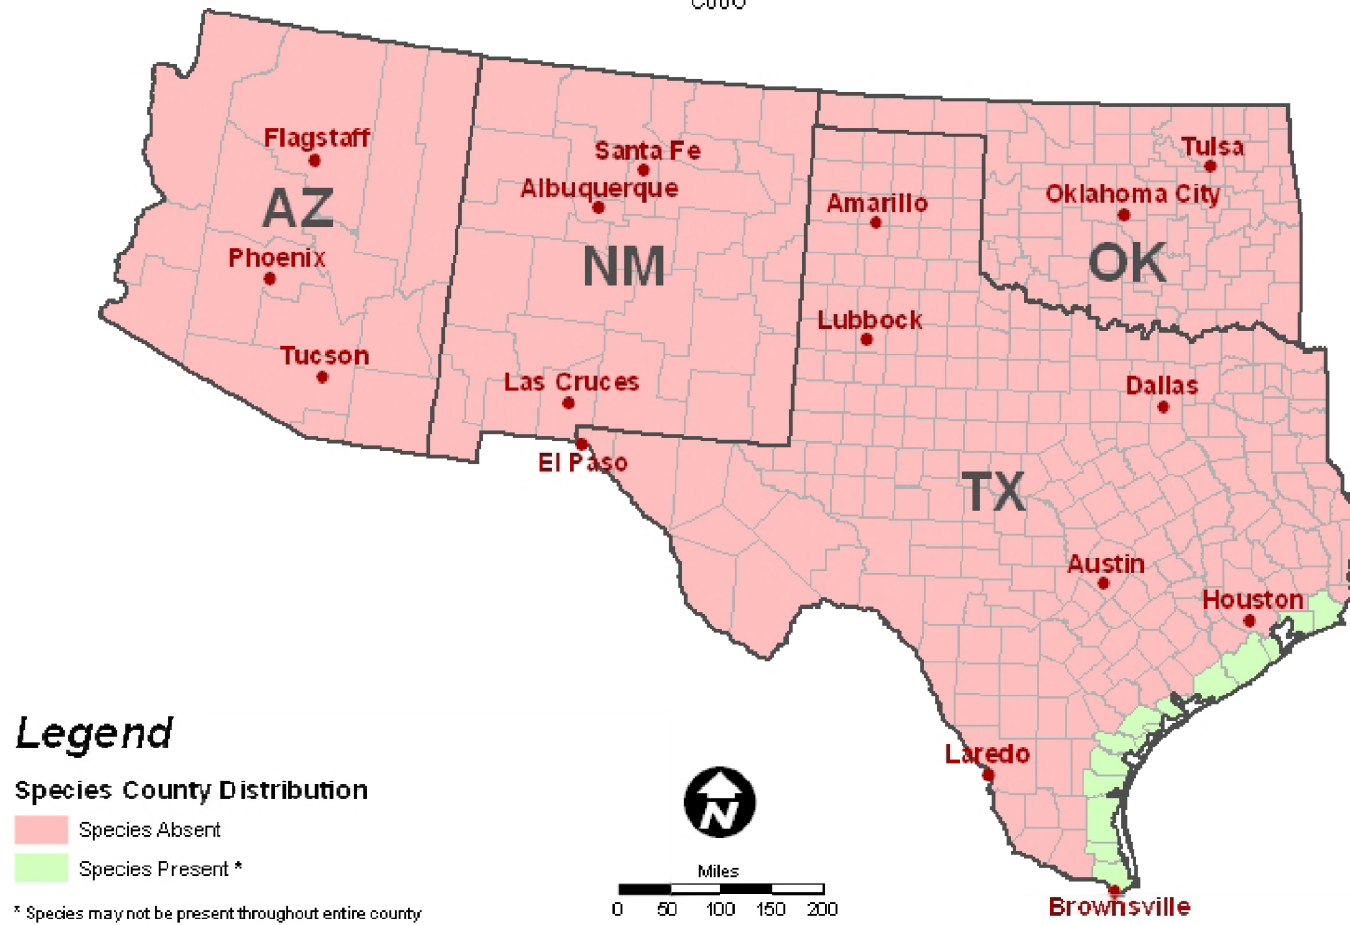 Flagstaff
Santa Fe
Tulsa
Albuquerque
Oklahoma City
AZ
Amarillo
Phoenix
NM
OK
Lubbock
Tucson
Las Cruces
Dallas
El Paso
TX
Austin
Houston
Legend
Laredo
Species County Distribution
Species Absent
N
Species Present *
Miles
0 50 100 150 200
* Species may not be present throughout entire county
Brownsville